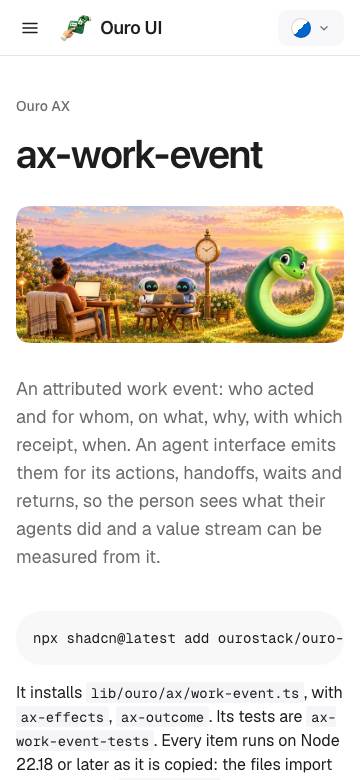 Ouro UI
Ouro AX
ax-work-event
An attributed work event: who acted
and for whom, on what, why, with which
receipt, when. An agent interface emits
them for its actions, handoffs, waits and
returns, so the person sees what their
agents did and a value stream can be
measured from it.
npx shadcn@latest add ourostack/ouro-
It installs lib/ouro/ax/work-event.ts, with
ax-effects, ax-outcome. Its tests are ax-
work-event-tests. Every item runs on Node
22.18 or later as it is copied: the files import